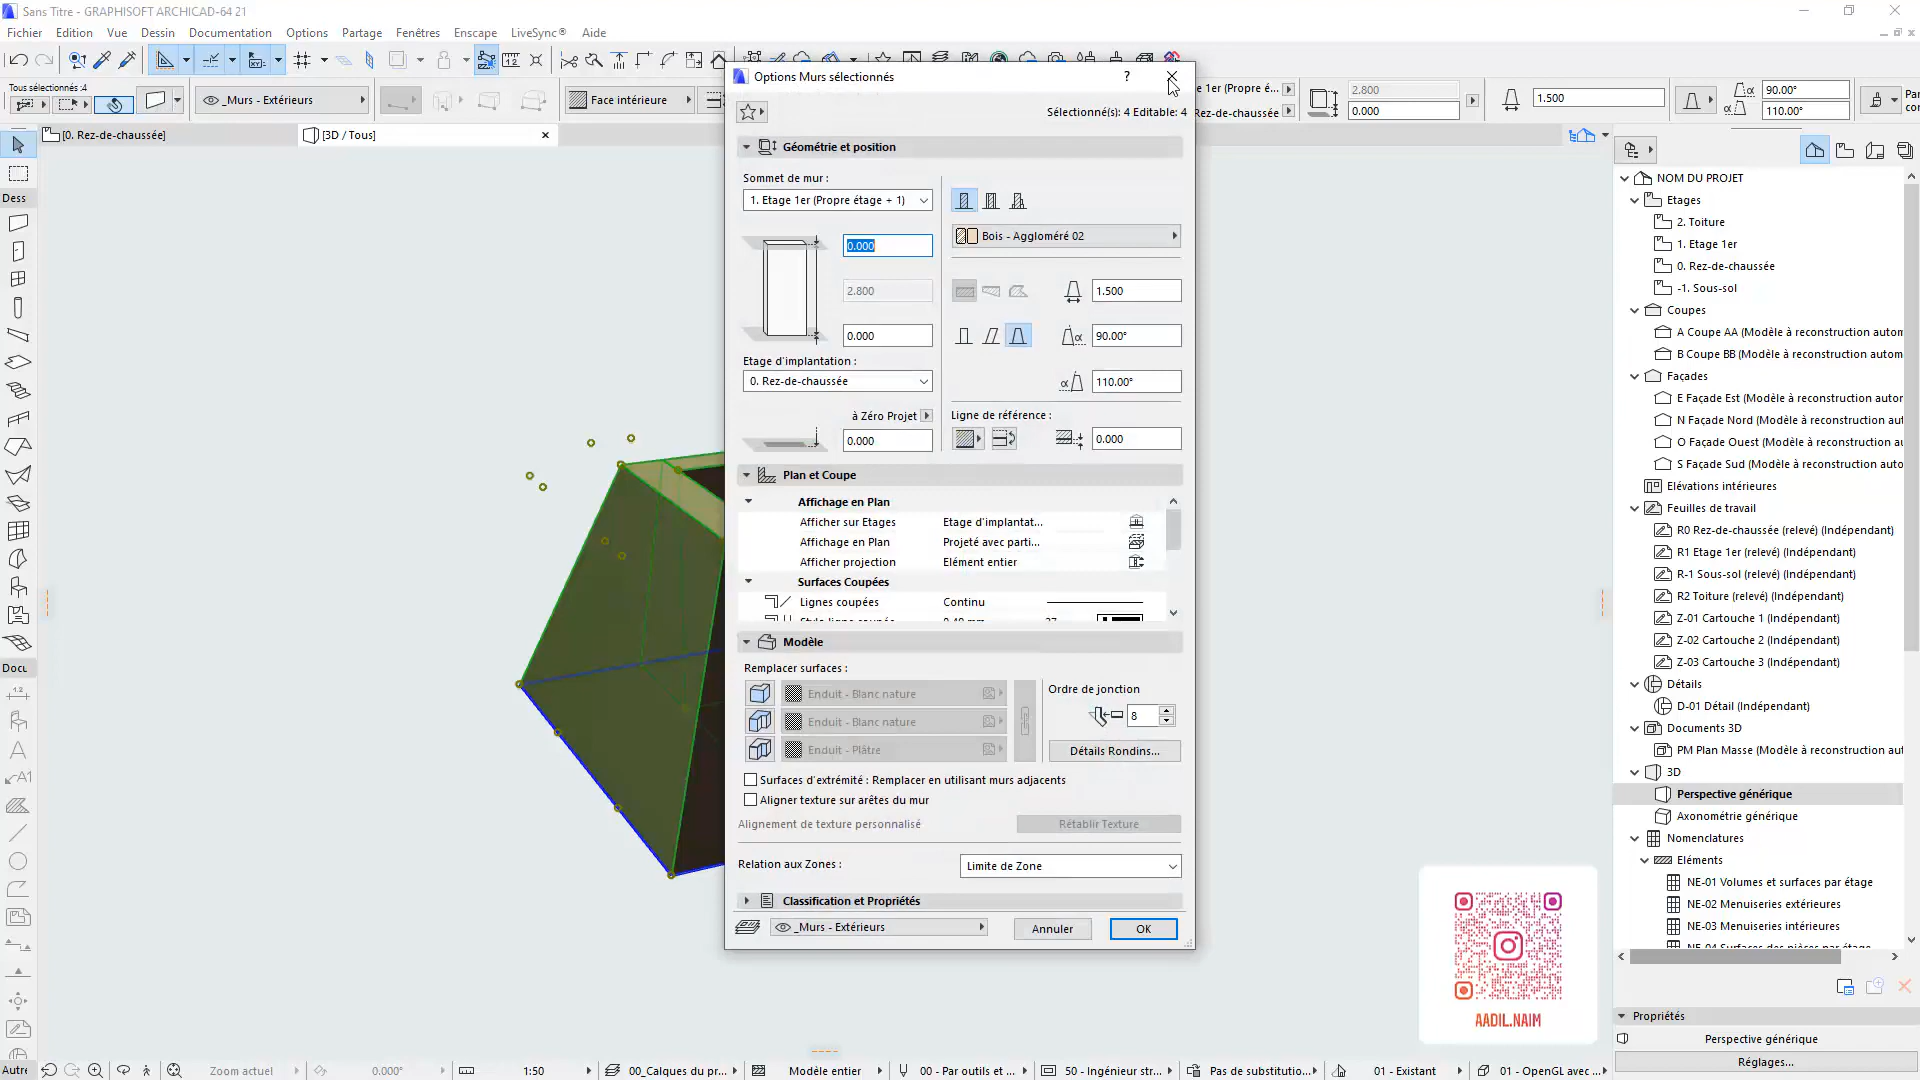 Sans Titre - GRAPHISOFT ARCHICAD-64 21
Fichier Edition Vue Dessin Documentation Options Partage Fenêtres Enscape LiveSync® Aide
Tous sélectionnés :4
_Murs - Extérieurs
Face intérieure
2.800
0.000
1.500
90.00°
110.00°
[0. Rez-de-chaussée]
[3D / Tous]
Options Murs sélectionnés
?
Sélectionné(s): 4 Editable: 4
Géométrie et position
Sommet de mur :
1. Etage 1er (Propre étage + 1)
0.000
2.800
0.000
Etage d'implantation :
0. Rez-de-chaussée
à Zéro Projet
0.000
Bois - Aggloméré 02
1.500
90.00°
110.00°
Ligne de référence :
0.000
Plan et Coupe
Affichage en Plan
Afficher sur Etages Etage d'implantat...
Affichage en Plan Projeté avec parti...
Afficher projection Elément entier
Surfaces Coupées
Lignes coupées Continu
Modèle
Remplacer surfaces :
Enduit - Blanc nature
Enduit - Blanc nature
Enduit - Plâtre
Ordre de jonction
8
Détails Rondins...
Surfaces d'extrémité : Remplacer en utilisant murs adjacents
Aligner texture sur arêtes du mur
Alignement de texture personnalisé
Rétablir Texture
Relation aux Zones :
Limite de Zone
Classification et Propriétés
_Murs - Extérieurs
Annuler
OK
NOM DU PROJET
Etages
2. Toiture
1. Etage 1er
0. Rez-de-chaussée
-1. Sous-sol
Coupes
A Coupe AA (Modèle à reconstruction autom
B Coupe BB (Modèle à reconstruction autom
Façades
E Façade Est (Modèle à reconstruction autor
N Façade Nord (Modèle à reconstruction auto
O Façade Ouest (Modèle à reconstruction aut
S Façade Sud (Modèle à reconstruction auto
Elévations intérieures
Feuilles de travail
R0 Rez-de-chaussée (relevé) (Indépendant)
R1 Etage 1er (relevé) (Indépendant)
R-1 Sous-sol (relevé) (Indépendant)
R2 Toiture (relevé) (Indépendant)
Z-01 Cartouche 1 (Indépendant)
Z-02 Cartouche 2 (Indépendant)
Z-03 Cartouche 3 (Indépendant)
Détails
D-01 Détail (Indépendant)
Documents 3D
PM Plan Masse (Modèle à reconstruction aut
3D
Perspective générique
Axonométrie générique
Nomenclatures
Eléments
NE-01 Volumes et surfaces par étage
NE-02 Menuiseries extérieures
NE-03 Menuiseries intérieures
NE-04 Surfaces des pièces par étage
Propriétés
Perspective générique
Réglages...
Dess
Docu
Autre
AADIL.NAIM
Zoom actuel
0.000°
1:50
00_Calques du pr...
Modèle entier
00 - Par outils et ...
50 - Ingénieur str...
Pas de substitutio...
01 - Existant
01 - OpenGL avec ...